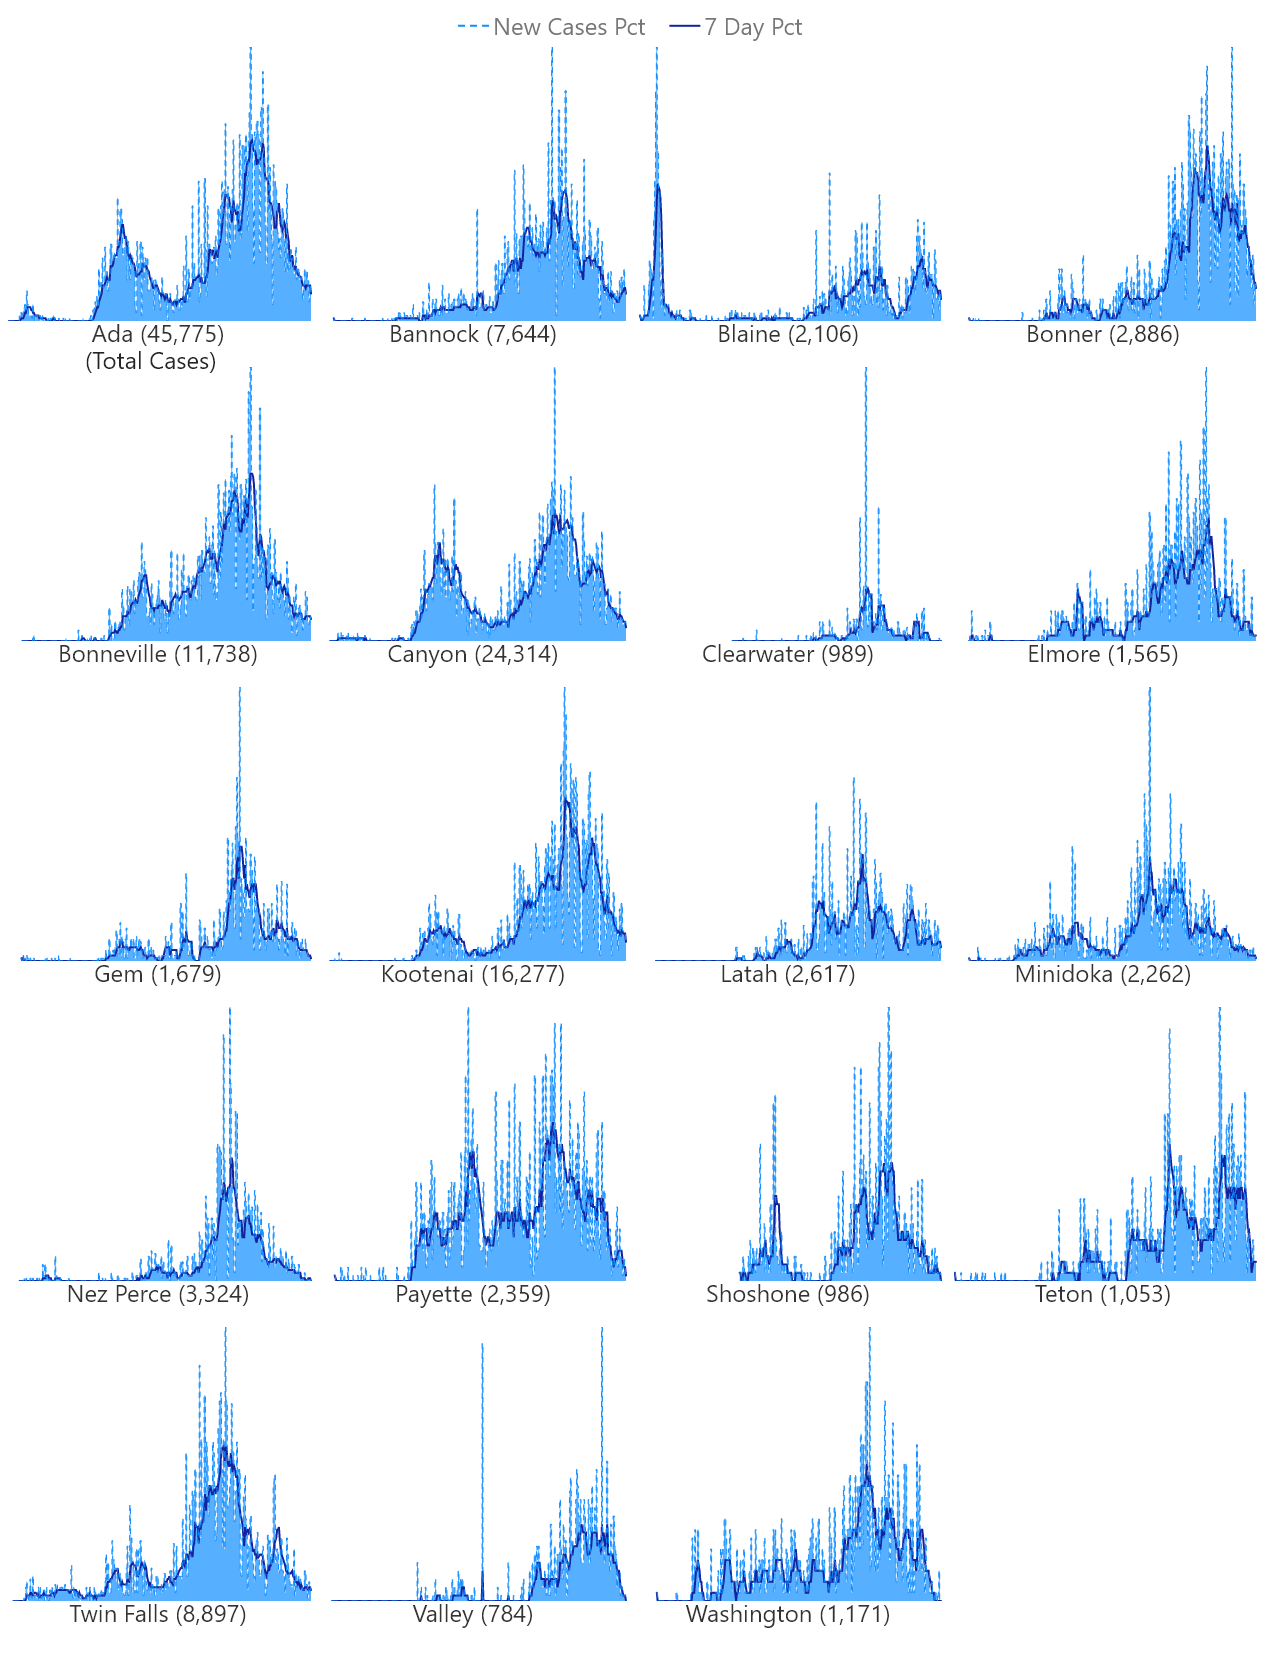 New Cases Pct 7 Day Pct
Ada (45,775) Bannock (7,644) Blaine (2,106) Bonner (2,886)
(Total Cases)
Bonneville (11,738) Canyon (24,314) Clearwater (989) Elmore (1,565)
Gem (1,679) Kootenai (16,277) Latah (2,617) Minidoka (2,262)
Nez Perce (3,324) Payette (2,359) Shoshone (986) Teton (1,053)
Twin Falls (8,897) Valley (784) Washington (1,171)